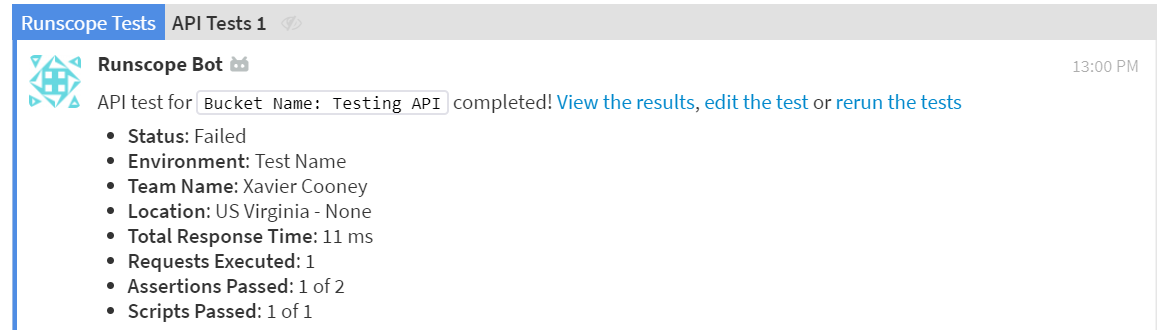 Runscope Tests API Tests 1
Runscope Bot 13:00 PM
API test for Bucket Name: Testing API completed! View the results, edit the test or rerun the tests
• Status: Failed
• Environment: Test Name
• Team Name: Xavier Cooney
• Location: US Virginia - None
• Total Response Time: 11 ms
• Requests Executed: 1
• Assertions Passed: 1 of 2
• Scripts Passed: 1 of 1